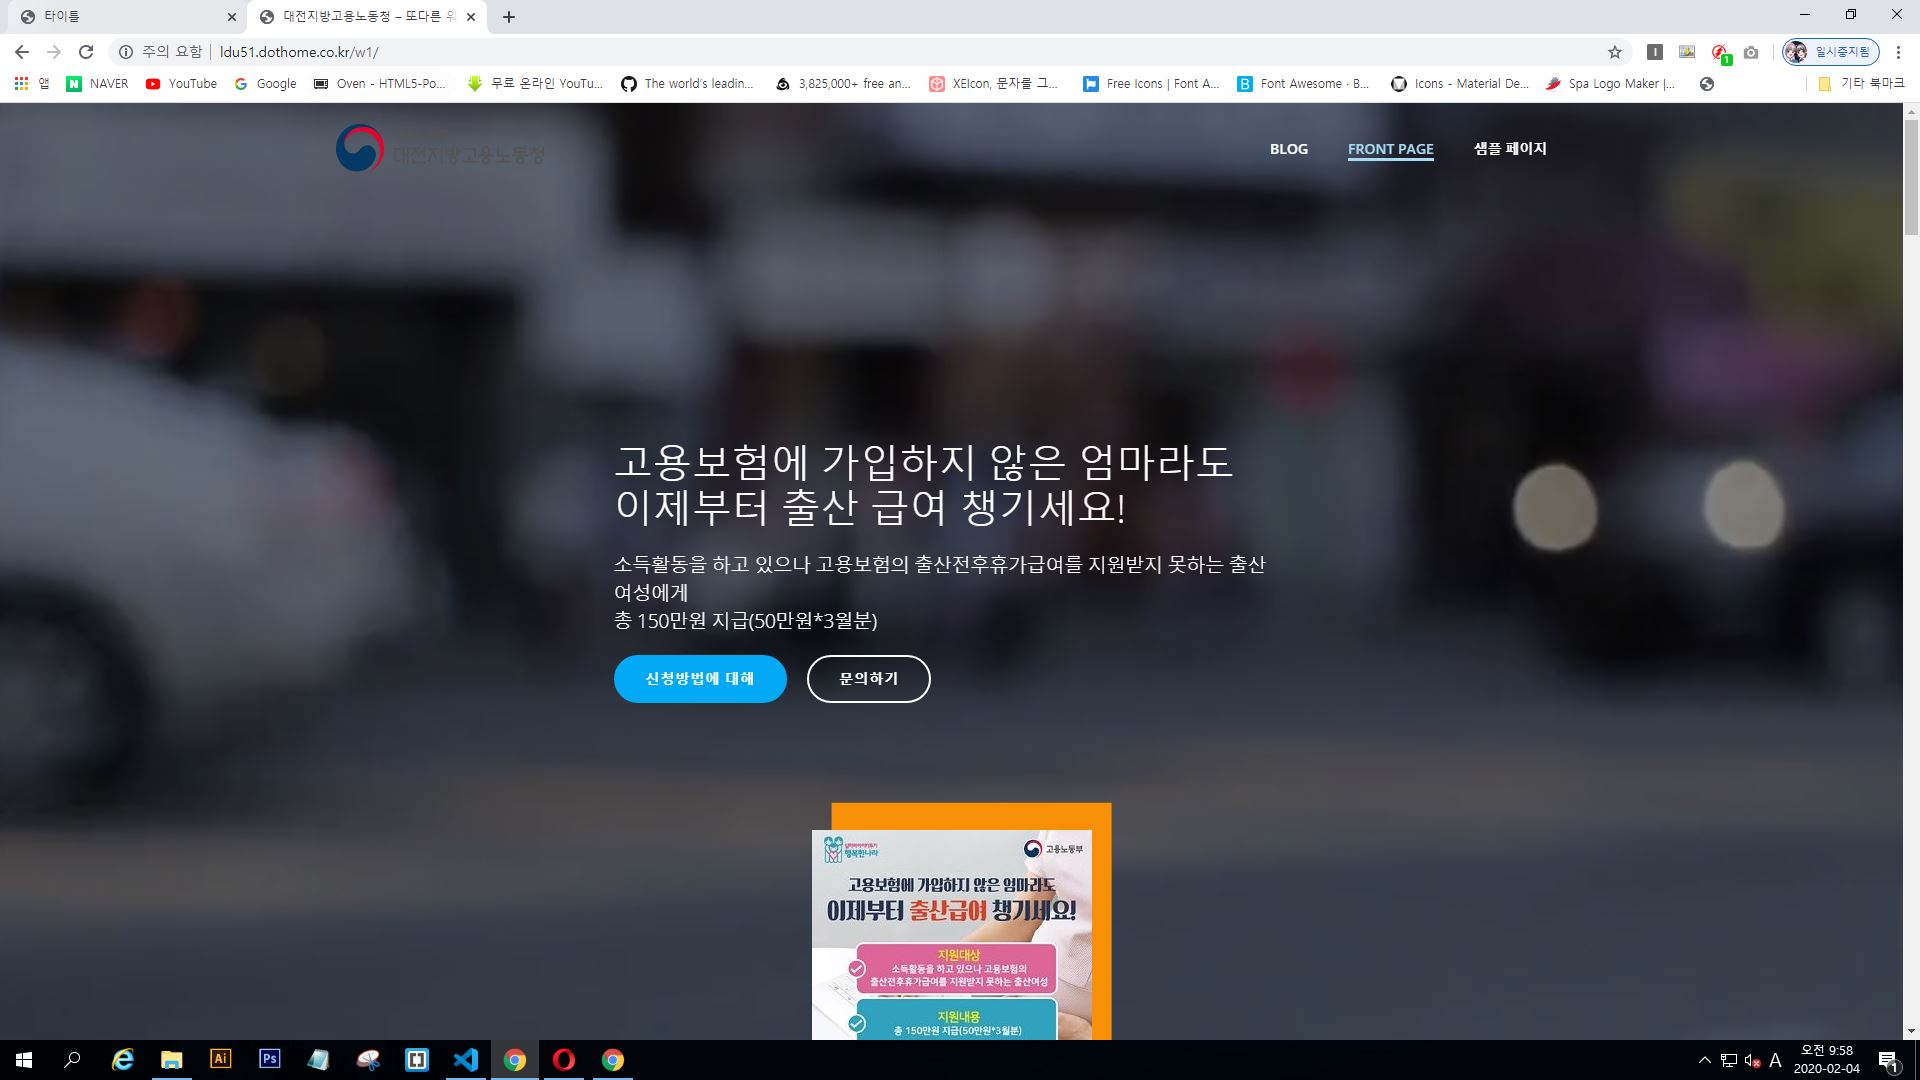 타이틀
대전지방고용노동청 – 또다른 워
주의 요함
ldu51.dothome.co.kr/w1/
일시중지됨
앱
NAVER
YouTube
Google
Oven - HTML5-Po...
무료 온라인 YouTu...
The world's leadin...
3,825,000+ free an...
XEIcon, 문자를 그...
Free Icons | Font A...
Font Awesome · B...
Icons - Material De...
Spa Logo Maker |...
기타 북마크
대전지방고용노동청
BLOG
FRONT PAGE
샘플 페이지
고용보험에 가입하지 않은 엄마라도
이제부터 출산 급여 챙기세요!
소득활동을 하고 있으나 고용보험의 출산전후휴가급여를 지원받지 못하는 출산
여성에게
총 150만원 지급(50만원*3월분)
신청방법에 대해
문의하기
행복한나라
고용노동부
고용보험에 가입하지 않은 엄마라도
이제부터 출산급여 챙기세요!
지원대상
소득활동을 하고 있으나 고용보험의
출산전후휴가급여를 지원받지 못하는 출산여성
지원내용
총 150만원 지급(50만원*3월분)
Ai
Ps
A
오전 9:58
2020-02-04
1